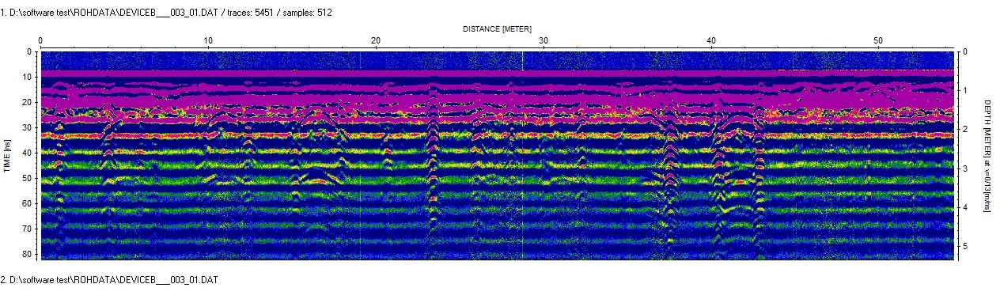 1. D:\software test\ROHDATA\DEVICEB___003_01.DAT / traces: 5451 / samples: 512
DISTANCE [METER]
0 10 20 30 40 50
TIME [ns]
0
10
20
30
40
50
60
70
80
0
1
2
3
4
5
DEPTH [METER] at v=0/13[m/ns]
2. D:\software test\ROHDATA\DEVICEB___003_01.DAT